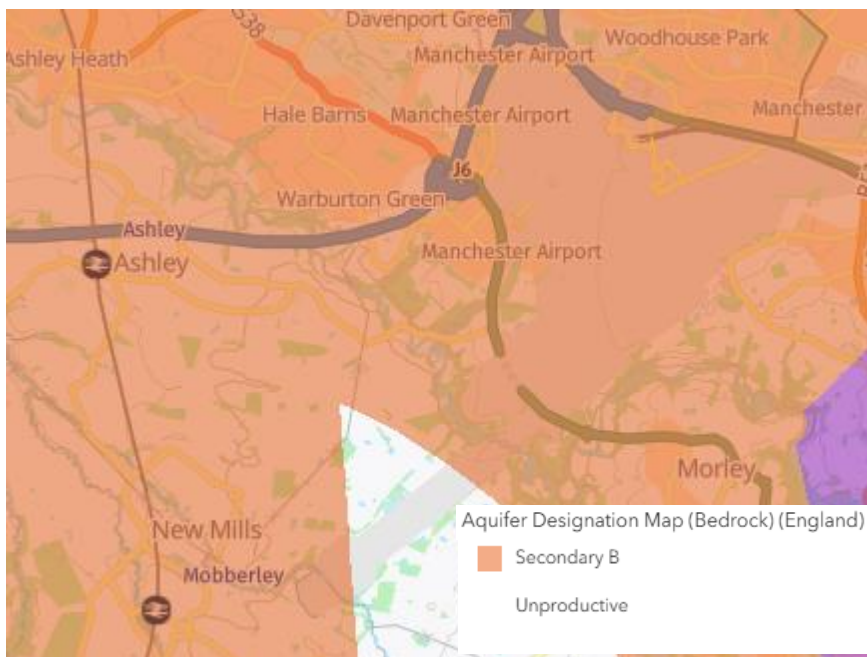 S38
Davenport Green
Woodhouse Park
Ashley Heath
Manchester Airport
Hale Barns
Manchester Airport
Manchester
J6
Warburton Green
Ashley
Ashley
Manchester Airport
Morley
New Mills
Mobberley
Aquifer Designation Map (Bedrock) (England)
Secondary B
Unproductive